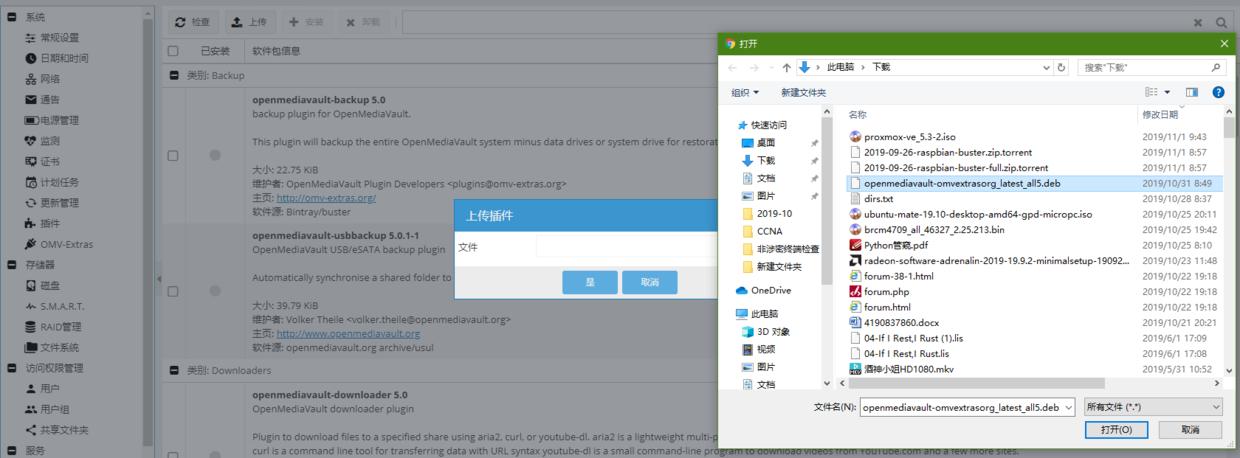 系统
常规设置
日期和时间
网络
通告
电源管理
监测
证书
计划任务
更新管理
插件
OMV-Extras
存储器
磁盘
S.M.A.R.T.
RAID管理
文件系统
访问权限管理
用户
用户组
共享文件夹
服务
检查 上传 安装 卸载
已安装 软件包信息
类别: Backup
openmediavault-backup 5.0
backup plugin for OpenMediaVault.
This plugin will backup the entire OpenMediaVault system minus data drives or system drive for restorat
大小: 22.75 KiB
维护者: OpenMediaVault Plugin Developers <plugins@omv-extras.org>
主页: http://omv-extras.org/
软件源: Bintray/buster
openmediavault-usbbackup 5.0.1-1
OpenMediaVault USB/eSATA backup plugin
Automatically synchronise a shared folder to
大小: 39.79 KiB
维护者: Volker Theile <volker.theile@openmediavault.org>
主页: http://www.openmediavault.org
软件源: openmediavault.org archive/usul
类别: Downloaders
openmediavault-downloader 5.0
OpenMediaVault downloader plugin
Plugin to download files to a specified share using aria2, curl, or youtube-dl. aria2 is a lightweight multi-p
curl is a command line tool for transferring data with URL syntax youtube-dl is a small command-line program to download videos from YouTube.com and a few more sites.
上传插件
文件
是 取消
打开
此电脑 › 下载
搜索"下载"
组织 新建文件夹
快速访问
桌面
下载
文档
图片
2019-10
CCNA
非涉密终端检查
新建文件夹
OneDrive
此电脑
3D 对象
视频
图片
文档
名称 修改日期
proxmox-ve_5.3-2.iso 2019/11/1 9:43
2019-09-26-raspbian-buster.zip.torrent 2019/11/1 8:57
2019-09-26-raspbian-buster-full.zip.torrent 2019/11/1 8:57
openmediavault-omvextrasorg_latest_all5.deb 2019/10/31 8:49
dirs.txt 2019/10/28 8:37
ubuntu-mate-19.10-desktop-amd64-gpd-micropc.iso 2019/10/25 20:11
brcm4709_all_46327_2.25.213.bin 2019/10/25 19:42
Python管窥.pdf 2019/10/25 8:10
radeon-software-adrenalin-2019-19.9.2-minimalsetup-19092... 2019/10/23 11:48
forum-38-1.html 2019/10/22 19:18
forum.php 2019/10/22 19:18
forum.html 2019/10/22 19:18
4190837860.docx 2019/10/21 20:21
04-If I Rest,I Rust (1).lis 2019/6/1 17:09
04-If I Rest,I Rust.lis 2019/6/1 17:08
酒神小姐HD1080.mkv 2019/5/31 10:52
文件名(N): openmediavault-omvextrasorg_latest_all5.deb 所有文件 (*.*)
打开(O) 取消